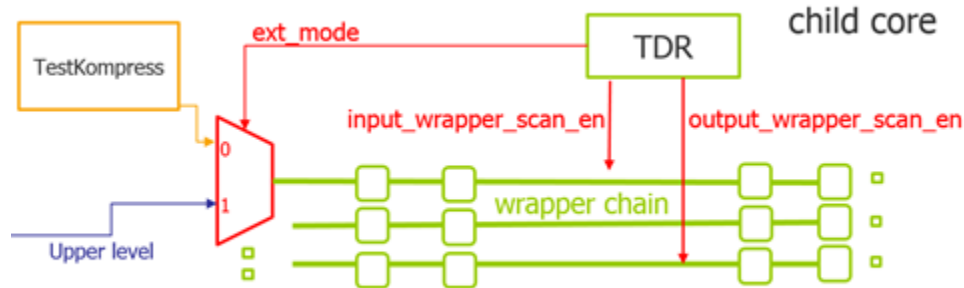 child core
ext_mode
TDR
TestKompress
input_wrapper_scan_en
output_wrapper_scan_en
0
1
wrapper chain
Upper level